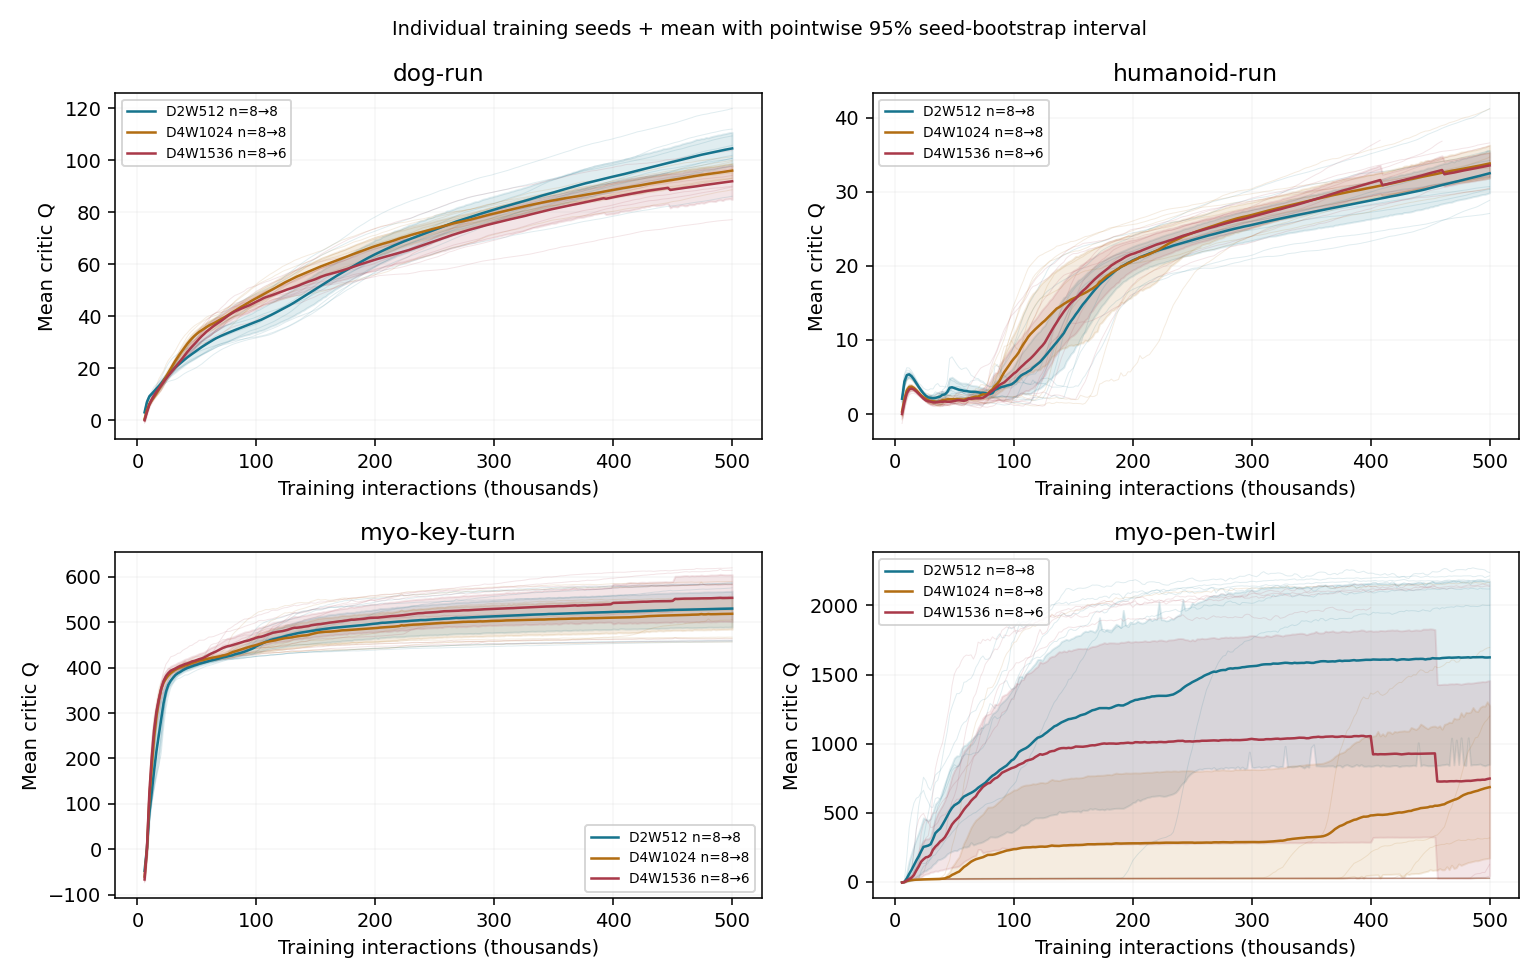 Individual training seeds + mean with pointwise 95% seed-bootstrap interval
dog-run
Mean critic Q
120
100
80
60
40
20
0
D2W512 n=8→8
D4W1024 n=8→8
D4W1536 n=8→6
0 100 200 300 400 500
Training interactions (thousands)
humanoid-run
Mean critic Q
40
30
20
10
0
D2W512 n=8→8
D4W1024 n=8→8
D4W1536 n=8→6
0 100 200 300 400 500
Training interactions (thousands)
myo-key-turn
Mean critic Q
600
500
400
300
200
100
0
−100
D2W512 n=8→8
D4W1024 n=8→8
D4W1536 n=8→6
0 100 200 300 400 500
Training interactions (thousands)
myo-pen-twirl
Mean critic Q
2000
1500
1000
500
0
D2W512 n=8→8
D4W1024 n=8→8
D4W1536 n=8→6
0 100 200 300 400 500
Training interactions (thousands)